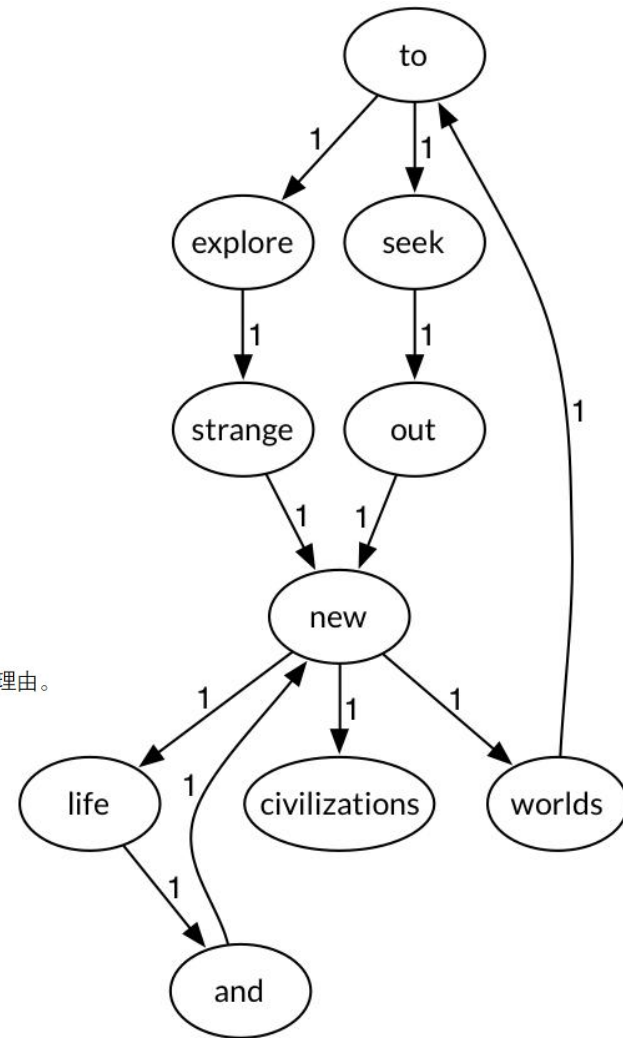 to
1
1
explore
seek
1
1
1
strange
out
1
1
new
理由。
1
1
1
1
life
civilizations
worlds
1
and